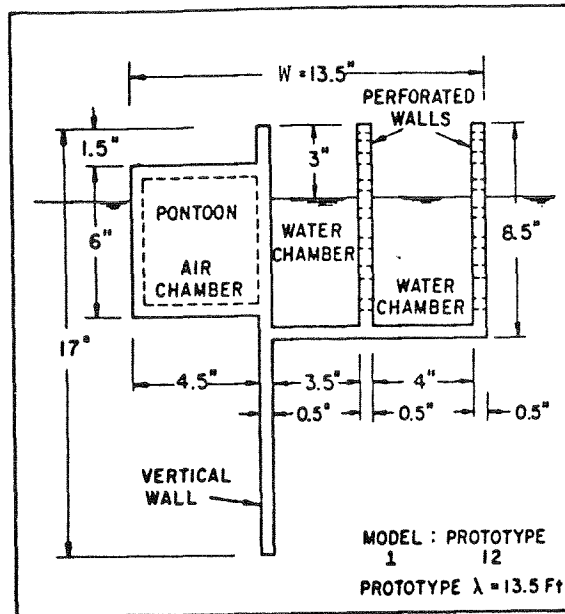 W = 13.5"
PERFORATED
WALLS
1.5"
3"
PONTOON
6"
WATER
CHAMBER
8.5"
AIR
CHAMBER
WATER
CHAMBER
17"
4.5"
3.5"
4"
0.5"
0.5"
0.5"
VERTICAL
WALL
MODEL : PROTOTYPE
1 12
PROTOTYPE λ = 13.5 Ft